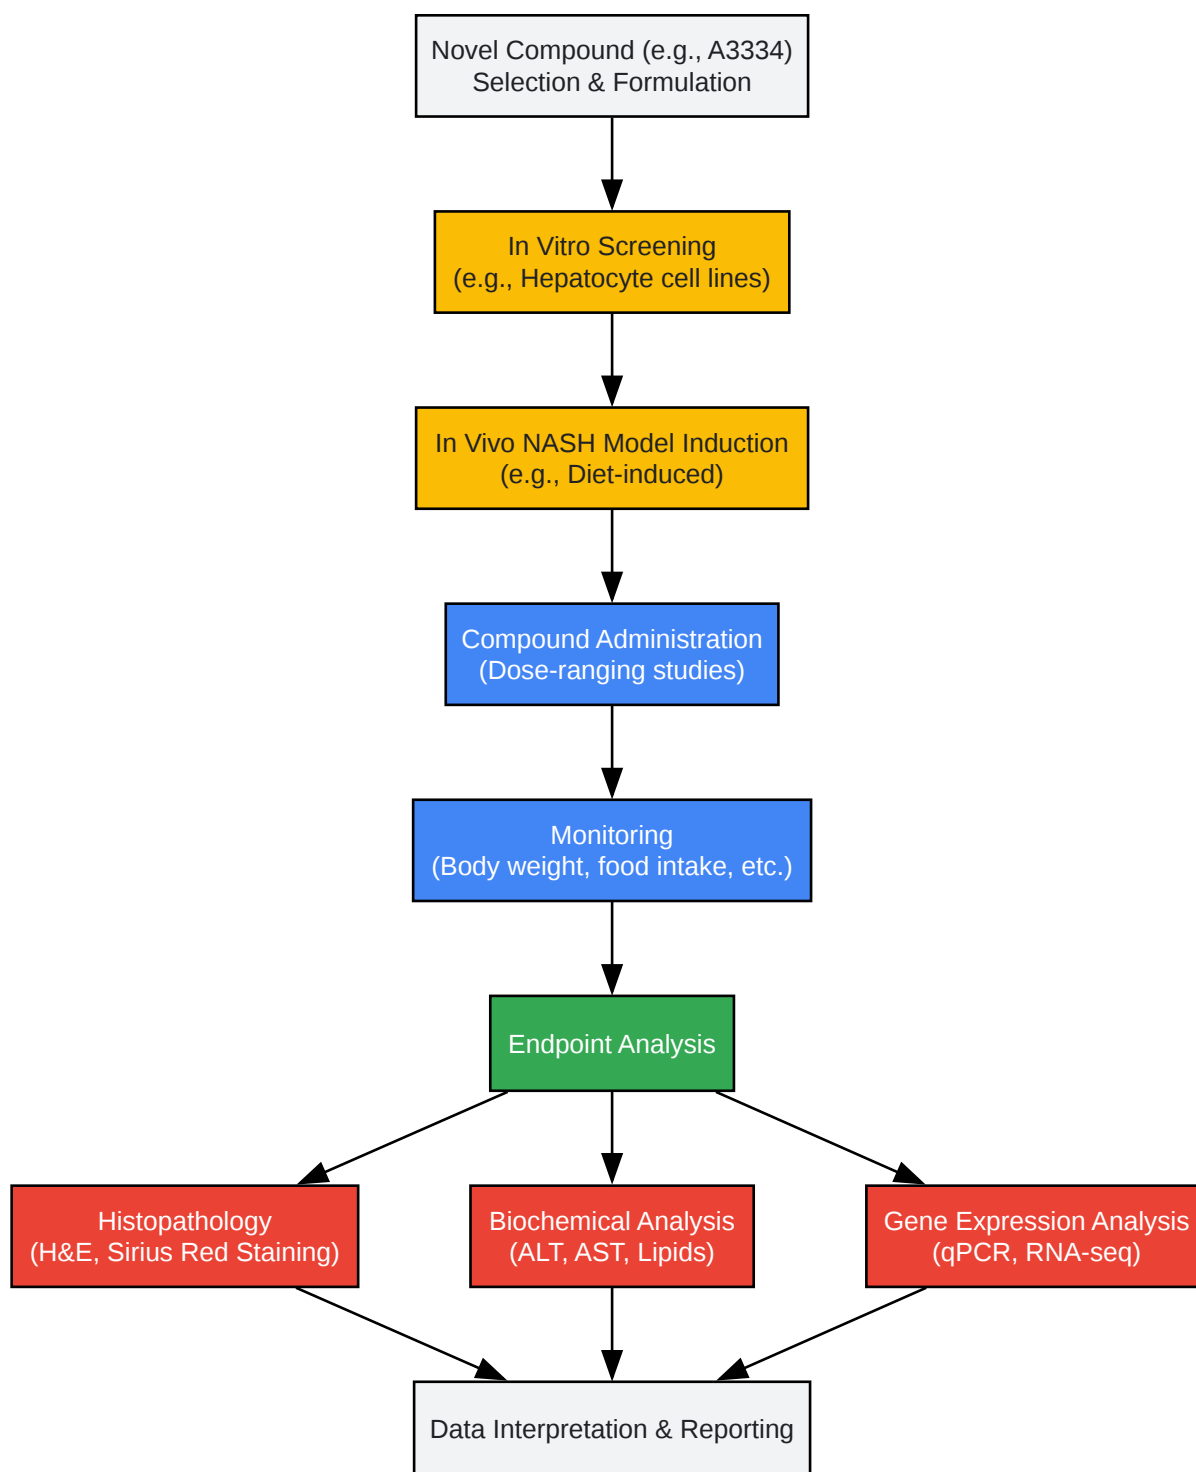 Novel Compound (e.g., A3334)
Selection & Formulation
In Vitro Screening
(e.g., Hepatocyte cell lines)
In Vivo NASH Model Induction
(e.g., Diet-induced)
Compound Administration
(Dose-ranging studies)
Monitoring
(Body weight, food intake, etc.)
Endpoint Analysis
Histopathology
(H&E, Sirius Red Staining)
Biochemical Analysis
(ALT, AST, Lipids)
Gene Expression Analysis
(qPCR, RNA-seq)
Data Interpretation & Reporting